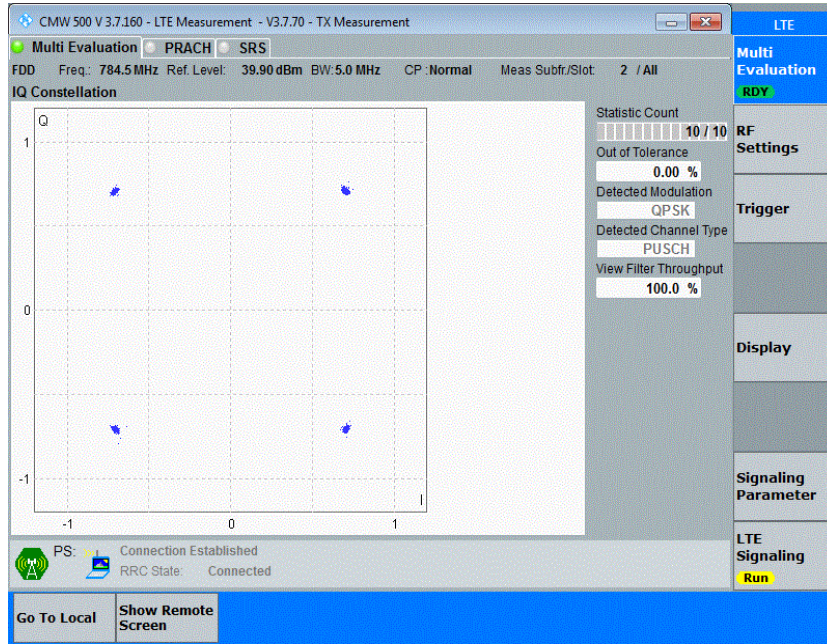 CMW 500 V 3.7.160 - LTE Measurement - V3.7.70 - TX Measurement
LTE
Multi Evaluation PRACH SRS
Multi
Evaluation
RDY
FDD Freq.: 784.5 MHz Ref. Level: 39.90 dBm BW: 5.0 MHz CP : Normal Meas Subfr./Slot: 2 / All
IQ Constellation
Q
1
0
-1
I
-1 0 1
Statistic Count
10 / 10
Out of Tolerance
0.00 %
Detected Modulation
QPSK
Detected Channel Type
PUSCH
View Filter Throughput
100.0 %
RF
Settings
Trigger
Display
Signaling
Parameter
LTE
Signaling
Run
PS: Connection Established
RRC State: Connected
Go To Local
Show Remote
Screen